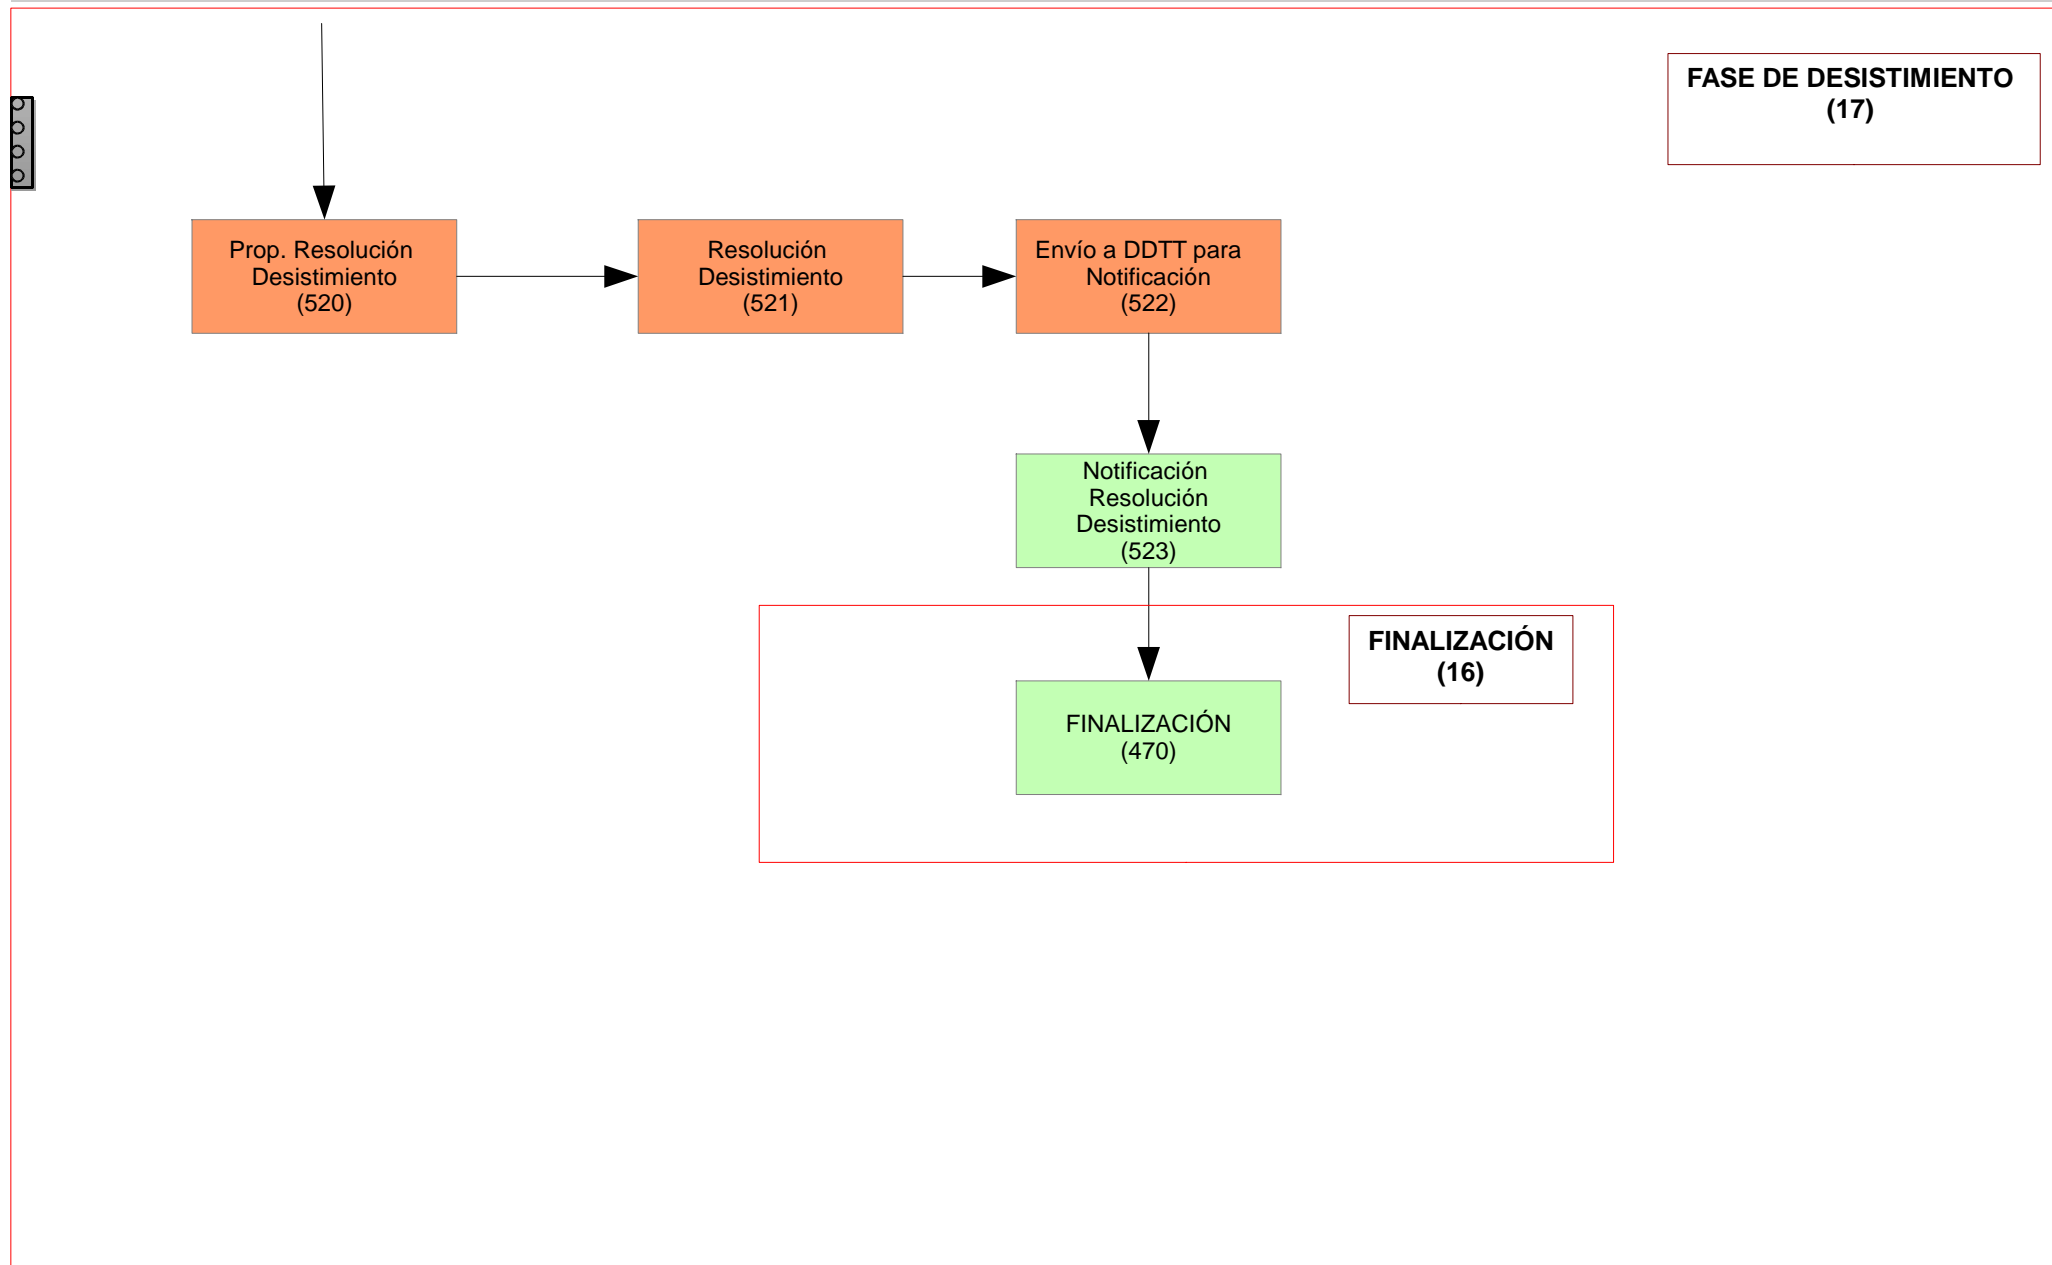 FASE DE DESISTIMIENTO
(17)
Prop. Resolución
Desistimiento
(520)
Resolución
Desistimiento
(521)
Envío a DDTT para
Notificación
(522)
Notificación
Resolución
Desistimiento
(523)
FINALIZACIÓN
(16)
FINALIZACIÓN
(470)